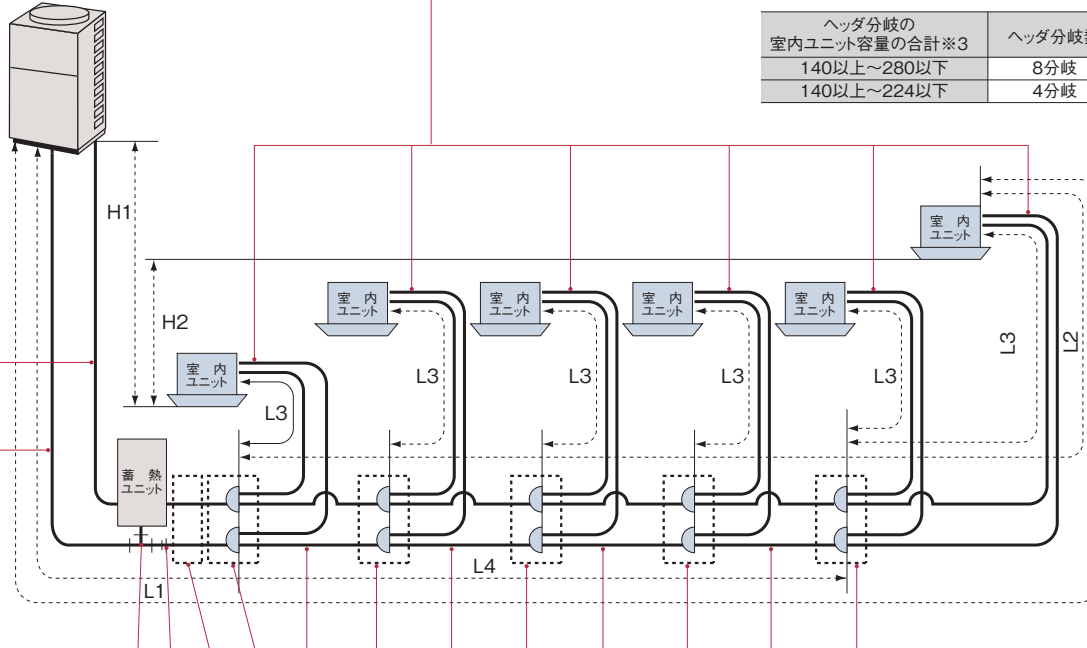 ヘッダ分岐の
室内ユニット容量の合計※3
ヘッダ分岐
140以上～280以下
8分岐
140以上～224以下
4分岐
H1
H2
室 内
ユニット
室 内
ユニット
室 内
ユニット
室 内
ユニット
室 内
ユニット
室 内
ユニット
L3
L3
L3
L3
L3
L3
L2
蓄 熱
ユニット
L4
L1